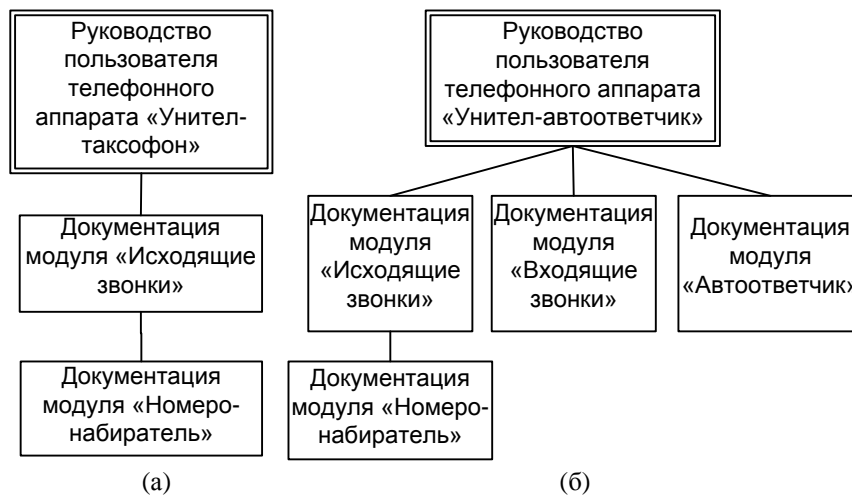 Руководство
пользователя
телефонного
аппарата «Унител-
таксофон»
Документация
модуля «Исходящие
звонки»
Документация
модуля «Номеро-
набиратель»
(а)
Руководство
пользователя
телефонного аппарата
«Унител-автоответчик»
Документация
модуля
«Исходящие
звонки»
Документация
модуля
«Входящие
звонки»
Документация
модуля
«Автоответчик»
Документация
модуля «Номеро-
набиратель»
(б)